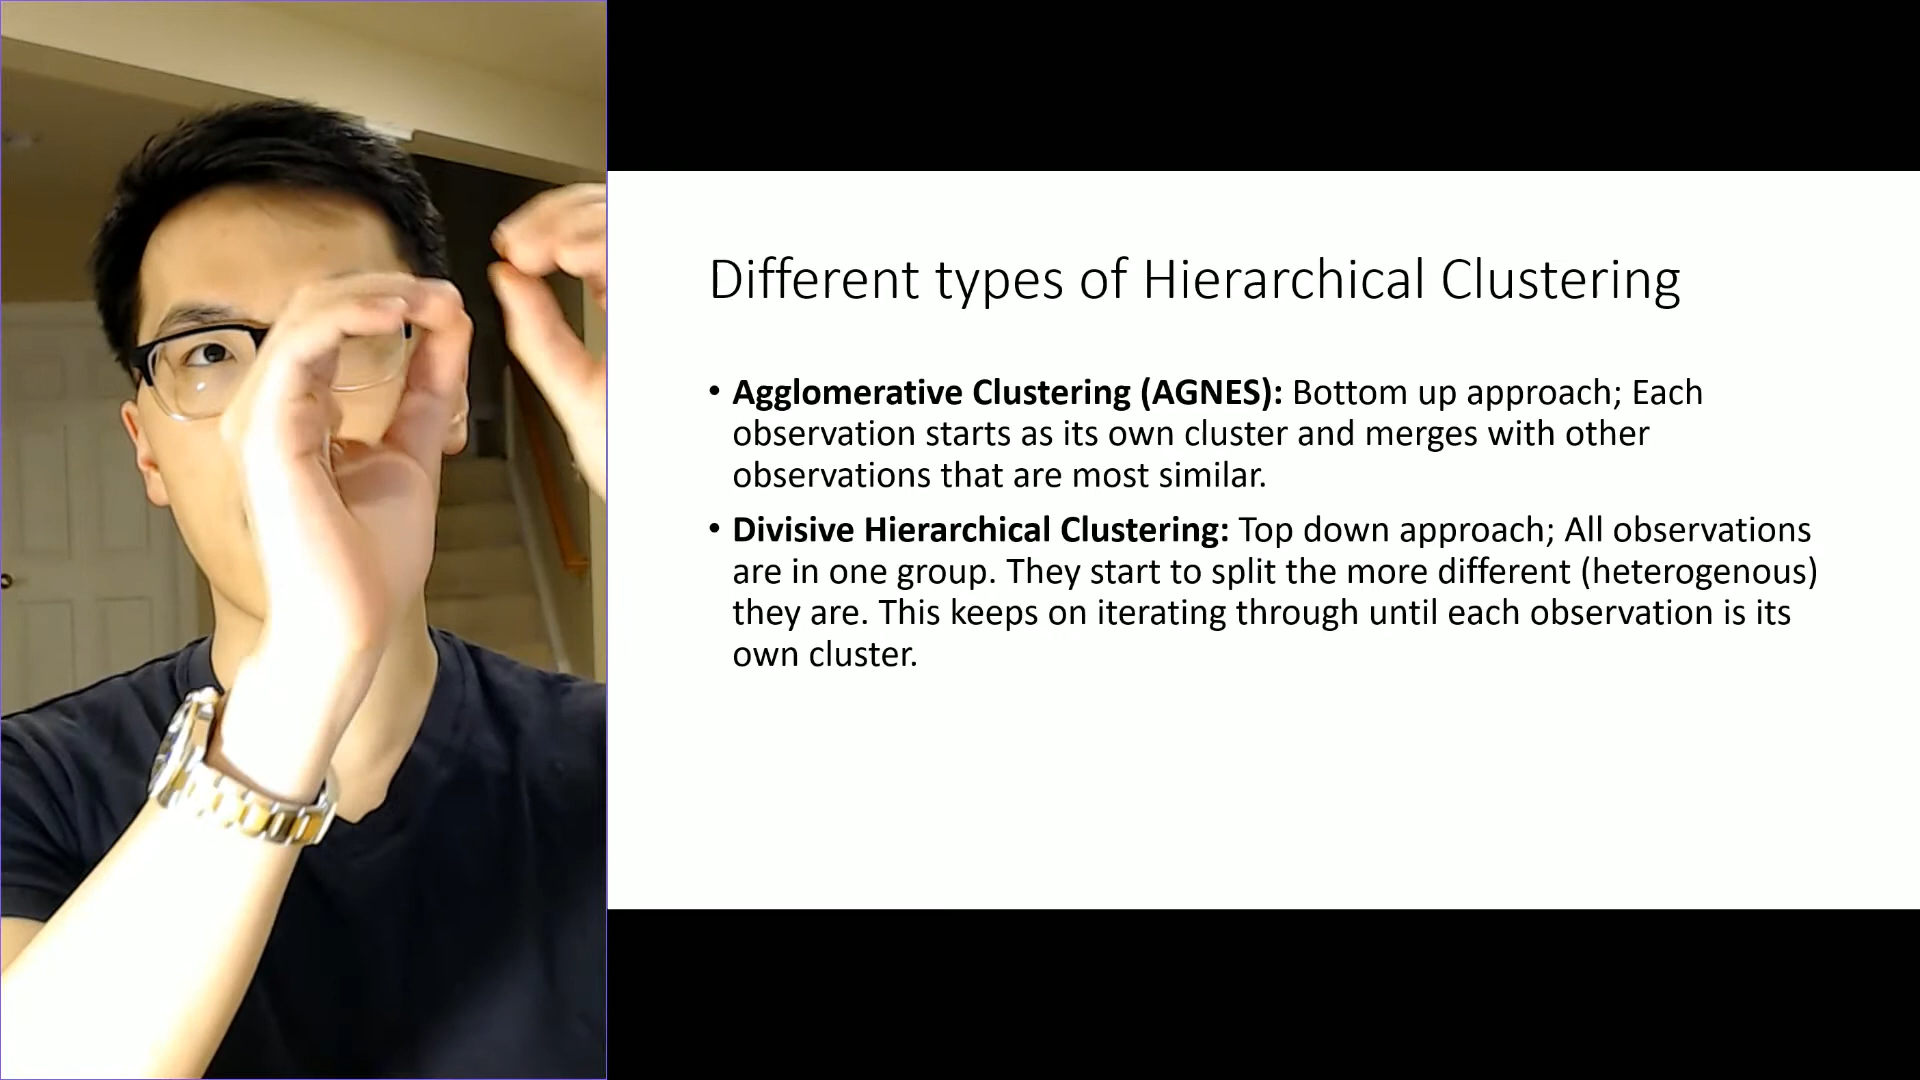 Different types of Hierarchical Clustering
• Agglomerative Clustering (AGNES): Bottom up approach; Each
observation starts as its own cluster and merges with other
observations that are most similar.
• Divisive Hierarchical Clustering: Top down approach; All observations
are in one group. They start to split the more different (heterogenous)
they are. This keeps on iterating through until each observation is its
own cluster.